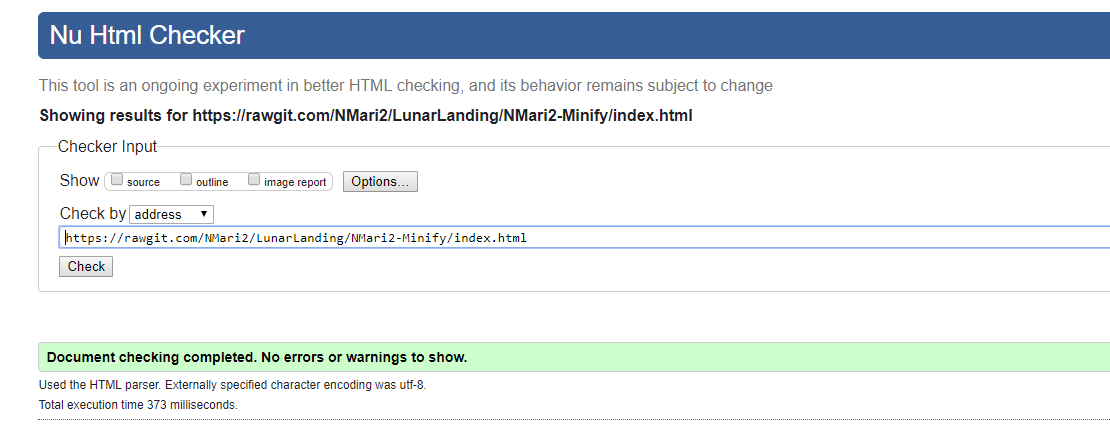 Nu Html Checker
This tool is an ongoing experiment in better HTML checking, and its behavior remains subject to change
Showing results for https://rawgit.com/NMari2/LunarLanding/NMari2-Minify/index.html
Checker Input
Show source outline image report Options...
Check by address
https://rawgit.com/NMari2/LunarLanding/NMari2-Minify/index.html
Check
Document checking completed. No errors or warnings to show.
Used the HTML parser. Externally specified character encoding was utf-8.
Total execution time 373 milliseconds.